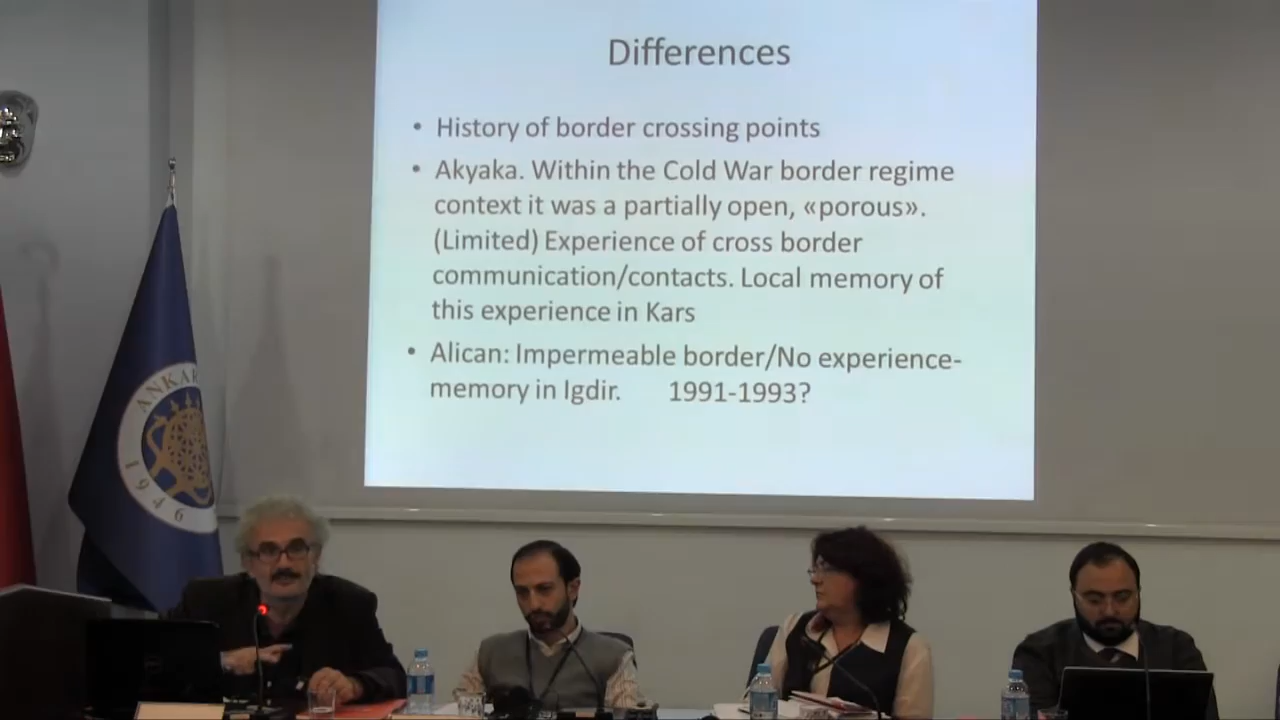 Differences
• History of border crossing points
• Akyaka. Within the Cold War border regime
context it was a partially open, «porous».
(Limited) Experience of cross border
communication/contacts. Local memory of
this experience in Kars
• Alican: Impermeable border/No experience-
memory in Igdir. 1991-1993?
ANKA
1946